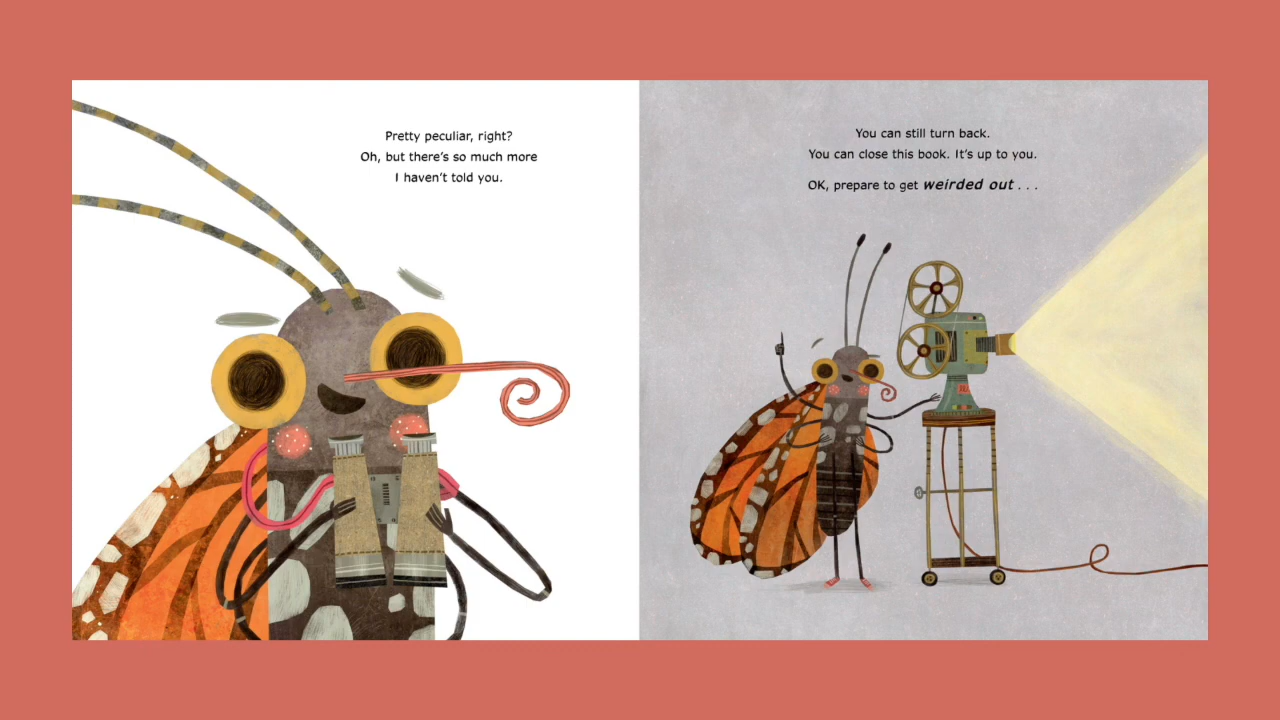 Pretty peculiar, right?
Oh, but there's so much more
I haven't told you.
You can still turn back.
You can close this book. It's up to you.
OK, prepare to get weirded out . . .